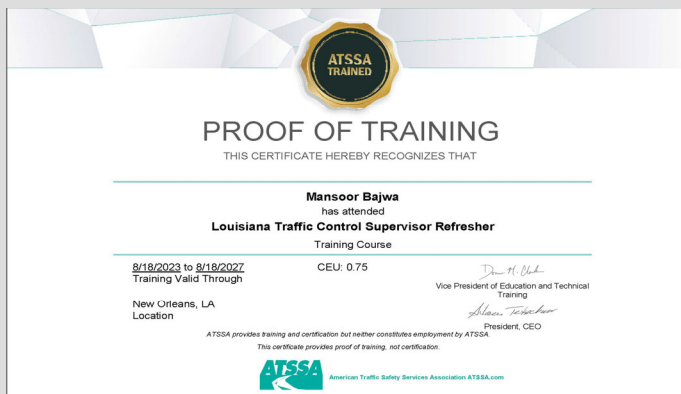 ATSSA
TRAINED
PROOF OF TRAINING
THIS CERTIFICATE HEREBY RECOGNIZES THAT
Mansoor Bajwa
has attended
Louisiana Traffic Control Supervisor Refresher
Training Course
8/18/2023 to 8/18/2027
Training Valid Through
CEU: 0.75
Vice President of Education and Technical
Training
New Orleans, LA
Location
President, CEO
ATSSA provides training and certification but neither constitutes employment by ATSSA.
This certificate provides proof of training, not certification.
ATSSA
American Traffic Safety Services Association ATSSA.com